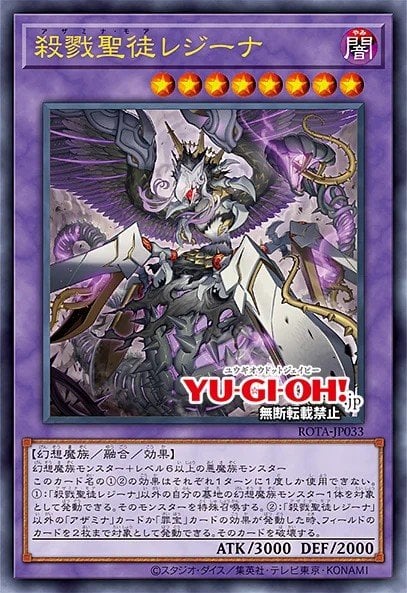 ザ ナ・モ ア
殺戮聖徒レジーナ
やみ
闇
ユウギオウドットジェイピー
YU-GI-OH!.jp
無断転載禁止
ROTA-JP033
【幻想魔族/融合/効果】
幻想魔族モンスター+レベル6以上の悪魔族モンスター
このカード名の①②の効果はそれぞれ1ターンに1度しか使用できない。
①:「殺戮聖徒レジーナ」以外の自分の墓地の幻想魔族モンスター1体を対象
として発動できる。そのモンスターを特殊召喚する。②:「殺戮聖徒レジーナ」
以外の「アザミナ」カードか「罪宝」カードの効果が発動した時、フィールドの
カードを2枚まで対象として発動できる。そのカードを破壊する。
ATK/3000 DEF/2000
©スタジオ・ダイス/集英社・テレビ東京・KONAMI